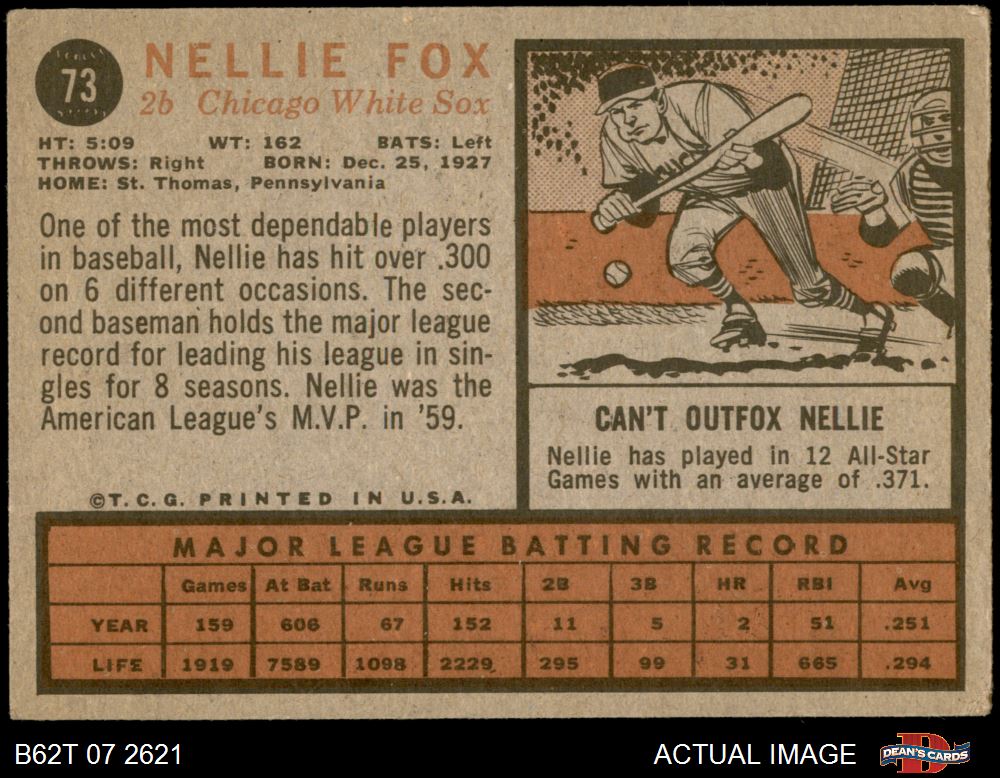 73
NELLIE FOX
2b Chicago White Sox
HT: 5:09 WT: 162 BATS: Left
THROWS: Right BORN: Dec. 25, 1927
HOME: St. Thomas, Pennsylvania
One of the most dependable players
in baseball, Nellie has hit over .300
on 6 different occasions. The sec-
ond baseman holds the major league
record for leading his league in sin-
gles for 8 seasons. Nellie was the
American League's M.V.P. in '59.
©T.C.G. PRINTED IN U.S.A.
CAN'T OUTFOX NELLIE
Nellie has played in 12 All-Star
Games with an average of .371.
MAJOR LEAGUE BATTING RECORD
Games At Bat Runs Hits 2B 3B HR RBI Avg
YEAR 159 606 67 152 11 5 2 51 .251
LIFE 1919 7589 1098 2229 295 99 31 665 .294
B62T 07 2621 ACTUAL IMAGE DEAN'S CARDS